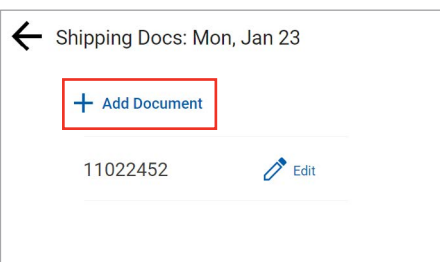 Shipping Docs: Mon, Jan 23
Add Document
11022452 Edit